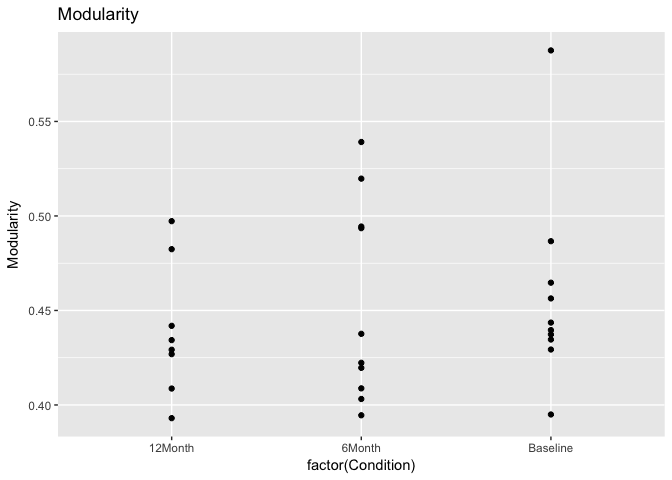 Modularity
Modularity
0.55
0.50
0.45
0.40
12Month 6Month Baseline
factor(Condition)